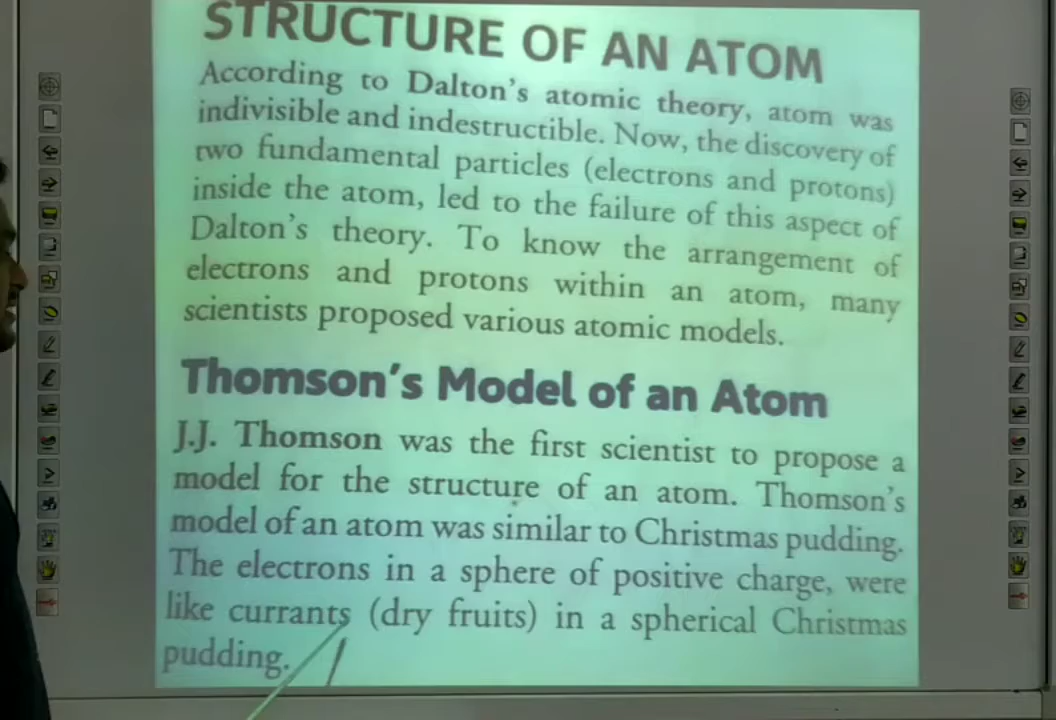 STRUCTURE OF AN ATOM
According to Dalton's atomic theory, atom was
indivisible and indestructible. Now, the discovery of
two fundamental particles (electrons and protons)
inside the atom, led to the failure of this aspect of
Dalton's theory. To know the arrangement of
electrons and protons within an atom, many
scientists proposed various atomic models.
Thomson's Model of an Atom
J.J. Thomson was the first scientist to propose a
model for the structure of an atom. Thomson's
model of an atom was similar to Christmas pudding.
The electrons in a sphere of positive charge, were
like currants (dry fruits) in a spherical Christmas
pudding.